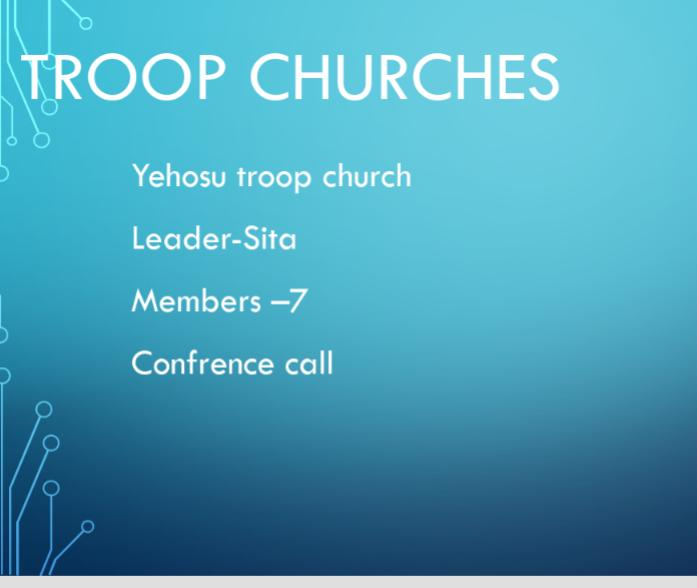 TROOP CHURCHES
Yehosu troop church
Leader-Sita
Members –7
Confrence call